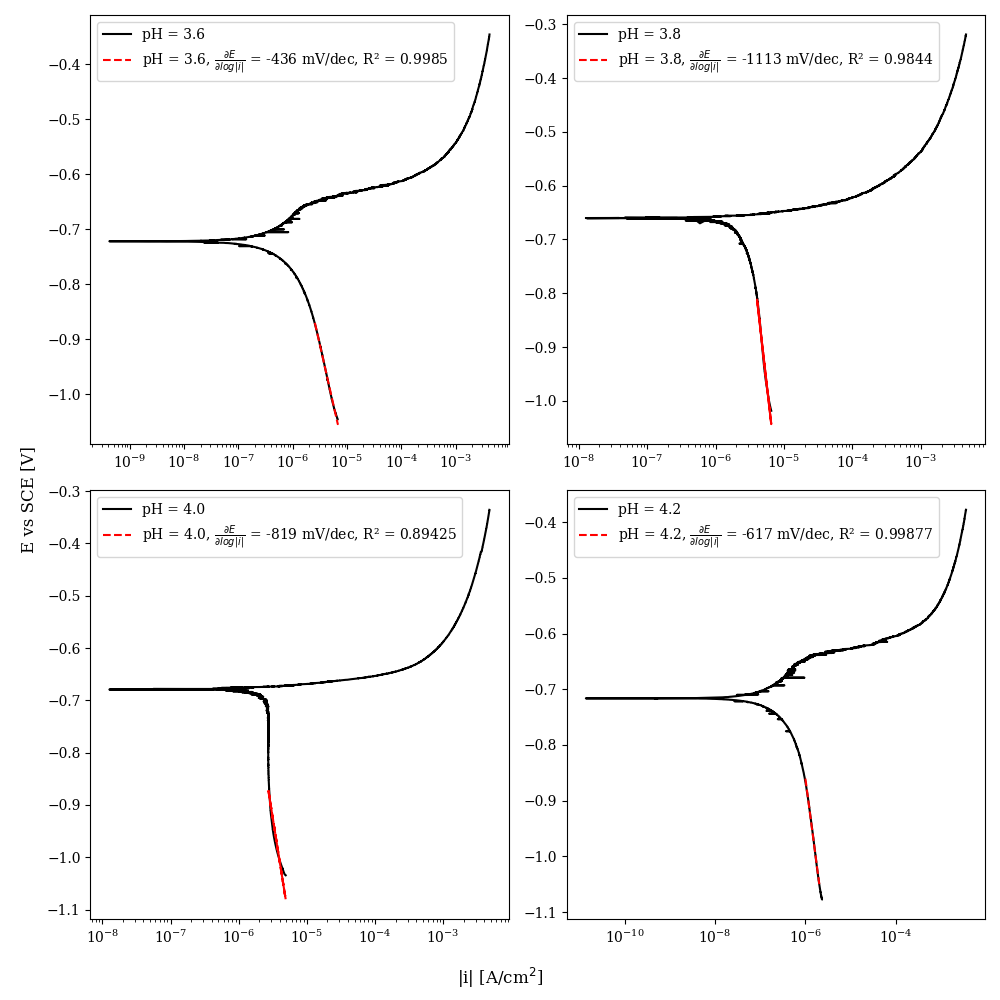 pH = 3.6
pH = 3.6, ∂E/∂log|i| = -436 mV/dec, R² = 0.9985
−0.4
−0.5
−0.6
−0.7
−0.8
−0.9
−1.0
10⁻⁹ 10⁻⁸ 10⁻⁷ 10⁻⁶ 10⁻⁵ 10⁻⁴ 10⁻³
pH = 3.8
pH = 3.8, ∂E/∂log|i| = -1113 mV/dec, R² = 0.9844
−0.3
−0.4
−0.5
−0.6
−0.7
−0.8
−0.9
−1.0
10⁻⁸ 10⁻⁷ 10⁻⁶ 10⁻⁵ 10⁻⁴ 10⁻³
E vs SCE [V]
pH = 4.0
pH = 4.0, ∂E/∂log|i| = -819 mV/dec, R² = 0.89425
−0.3
−0.4
−0.5
−0.6
−0.7
−0.8
−0.9
−1.0
−1.1
10⁻⁸ 10⁻⁷ 10⁻⁶ 10⁻⁵ 10⁻⁴ 10⁻³
pH = 4.2
pH = 4.2, ∂E/∂log|i| = -617 mV/dec, R² = 0.99877
−0.4
−0.5
−0.6
−0.7
−0.8
−0.9
−1.0
−1.1
10⁻¹⁰ 10⁻⁸ 10⁻⁶ 10⁻⁴
|i| [A/cm²]